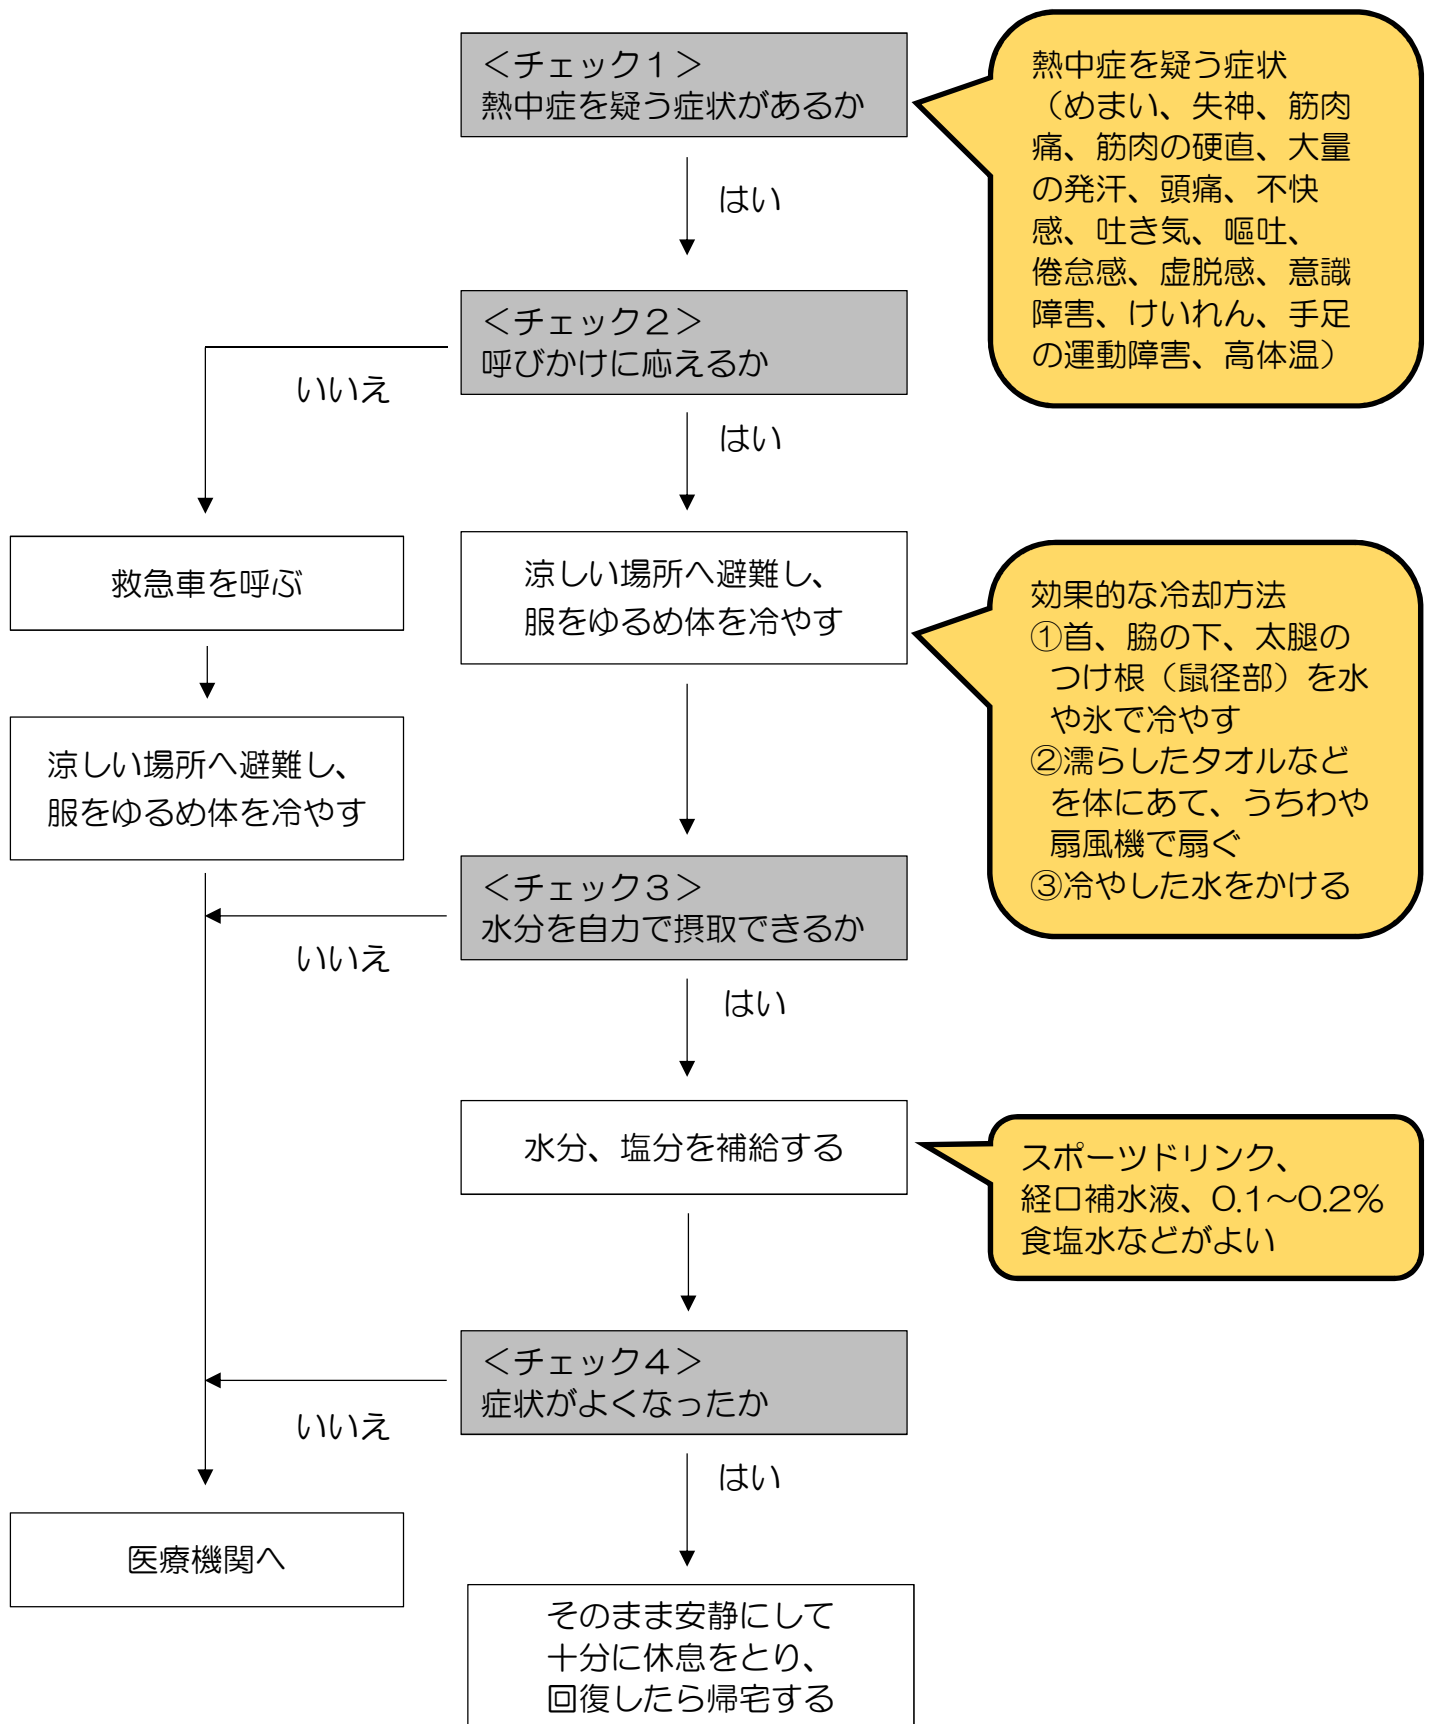 ＜チェック１＞
熱中症を疑う症状があるか
熱中症を疑う症状
（めまい、失神、筋肉
痛、筋肉の硬直、大量
の発汗、頭痛、不快
感、吐き気、嘔吐、
倦怠感、虚脱感、意識
障害、けいれん、手足
の運動障害、高体温）
はい
＜チェック２＞
呼びかけに応えるか
いいえ
はい
救急車を呼ぶ
涼しい場所へ避難し、
服をゆるめ体を冷やす
涼しい場所へ避難し、
服をゆるめ体を冷やす
効果的な冷却方法
①首、脇の下、太腿の
つけ根（鼠径部）を水
や氷で冷やす
②濡らしたタオルなど
を体にあて、うちわや
扇風機で扇ぐ
③冷やした水をかける
＜チェック３＞
水分を自力で摂取できるか
いいえ
はい
水分、塩分を補給する
スポーツドリンク、
経口補水液、0.1～0.2％
食塩水などがよい
＜チェック４＞
症状がよくなったか
いいえ
はい
医療機関へ
そのまま安静にして
十分に休息をとり、
回復したら帰宅する